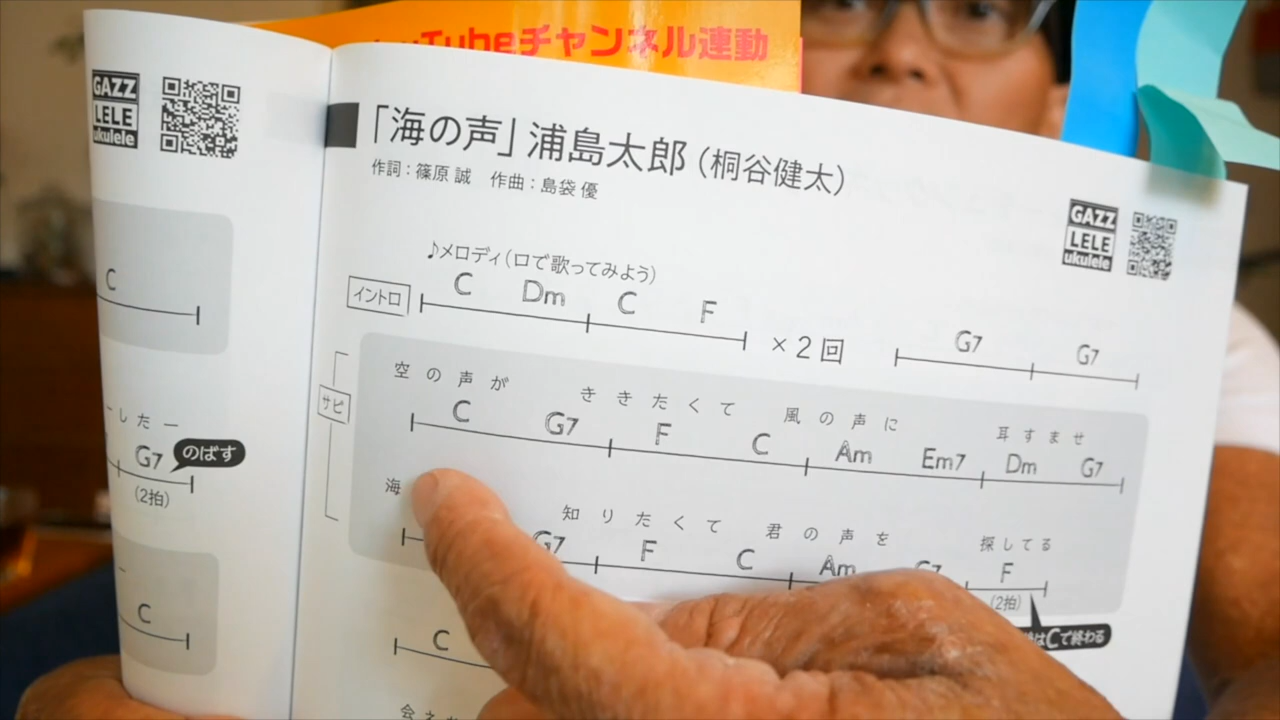 YouTubeチャンネル連動
GAZZ
LELE
ukulele
C
ーしたー
G7
のばす
(2拍)
C
「海の声」浦島太郎(桐谷健太)
作詞:篠原 誠 作曲:島袋 優
GAZZ
LELE
ukulele
♪メロディ(口で歌ってみよう)
イントロ
C Dm C F
×2回
G7 G7
サビ
空の声が ききたくて 風の声に 耳すませ
C G7 F C Am Em7 Dm G7
海 知りたくて 君の声を 探してる
G7 F C Am G7 F
(2拍)
はCで終わる
C
会え